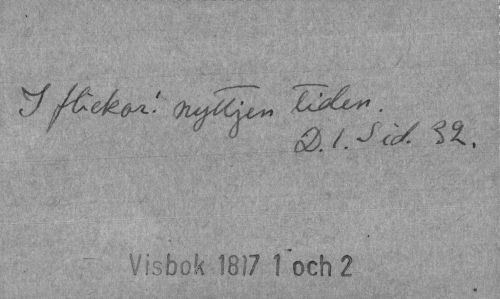 I flickor! nyttjen tiden.
D. 1. Sid. 32.
Visbok 1817 1 och 2